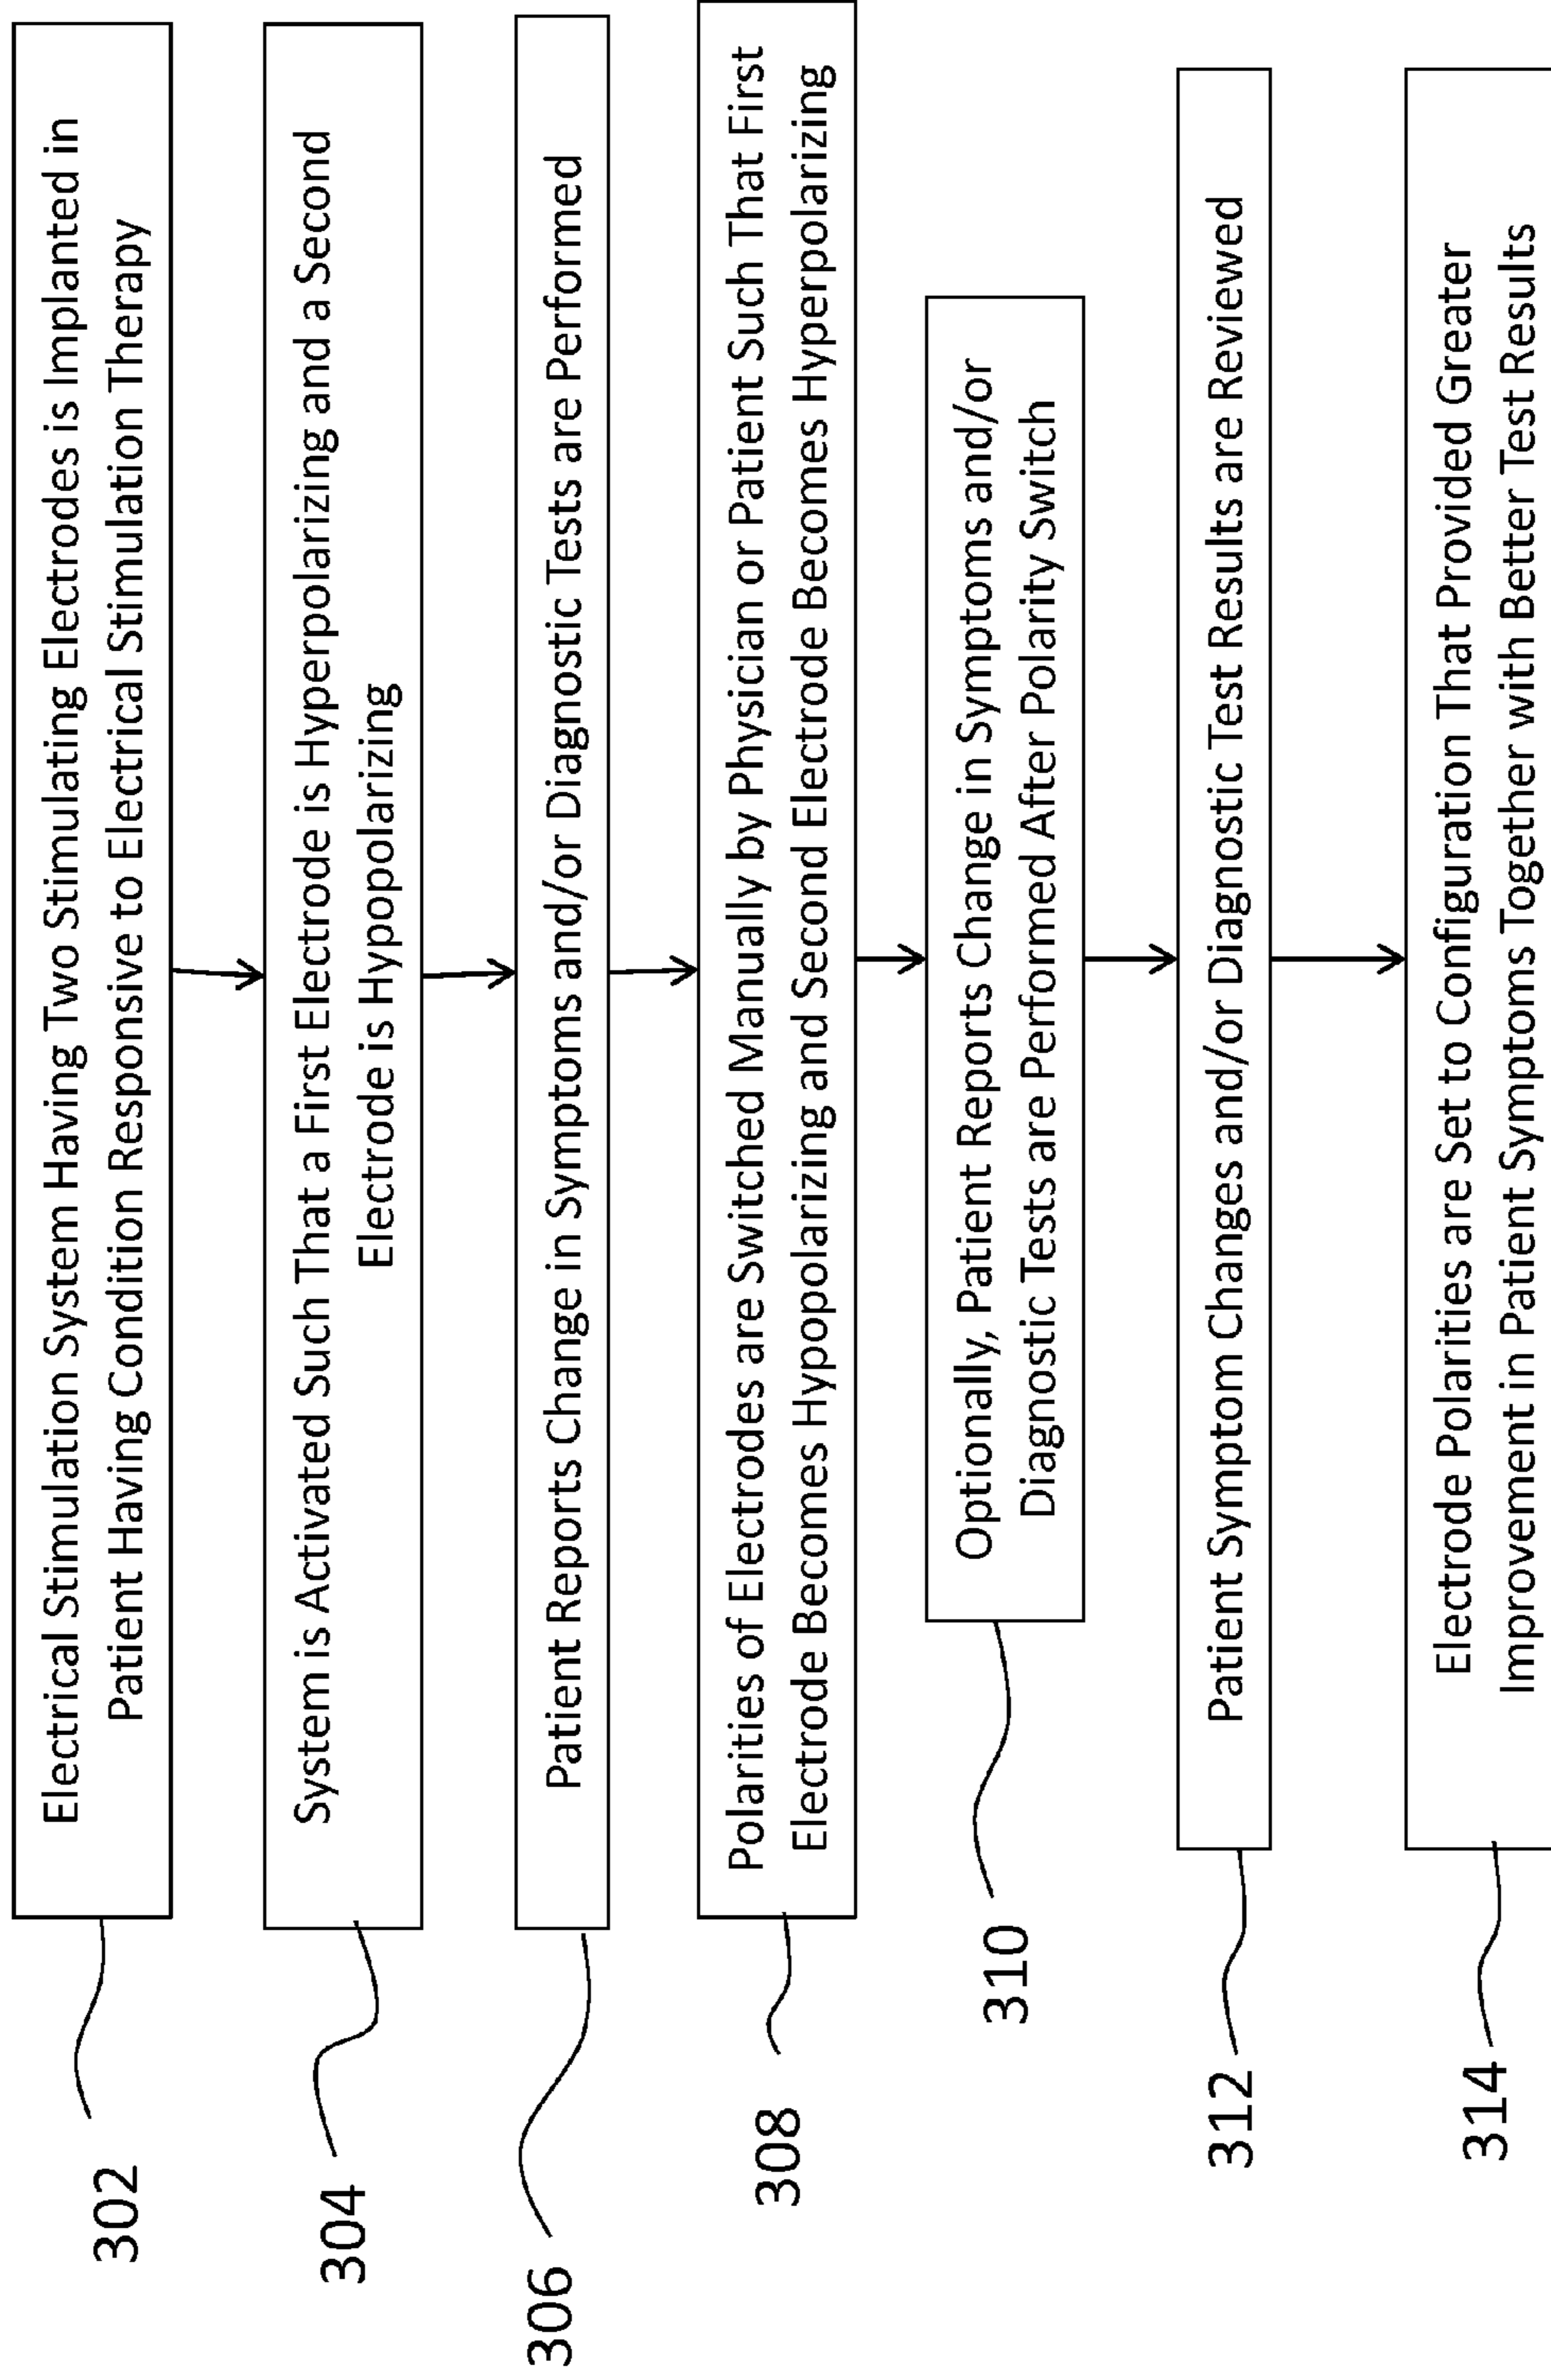 302
Electrical Stimulation System Having Two Stimulating Electrodes is Implanted in
Patient Having Condition Responsive to Electrical Stimulation Therapy
304
System is Activated Such That a First Electrode is Hyperpolarizing and a Second
Electrode is Hypopolarizing
306
Patient Reports Change in Symptoms and/or Diagnostic Tests are Performed
308
Polarities of Electrodes are Switched Manually by Physician or Patient Such That First
Electrode Becomes Hypopolarizing and Second Electrode Becomes Hyperpolarizing
310
Optionally, Patient Reports Change in Symptoms and/or
Diagnostic Tests are Performed After Polarity Switch
312
Patient Symptom Changes and/or Diagnostic Test Results are Reviewed
314
Electrode Polarities are Set to Configuration That Provided Greater
Improvement in Patient Symptoms Together with Better Test Results